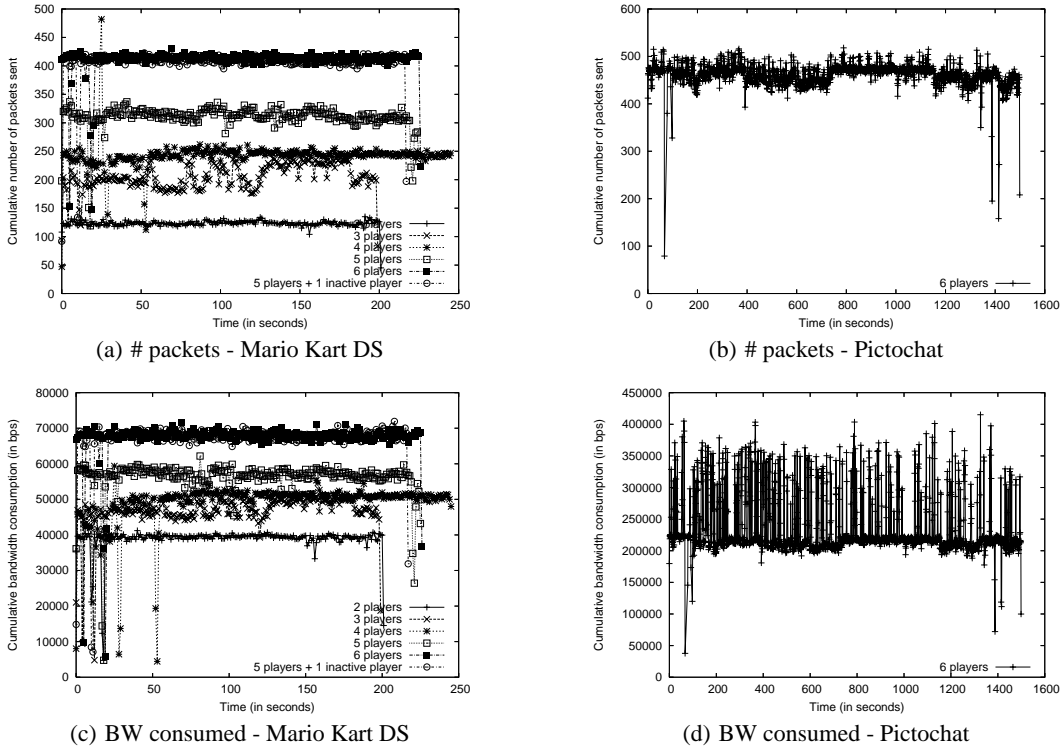 500
450
400
350
300
250
200
150
100
50
0
0 50 100 150 200 250
Cumulative number of packets sent
Time (in seconds)
players
3 players
4 players
5 players
6 players
5 players + 1 inactive player
(a) # packets - Mario Kart DS
600
500
400
300
200
100
0
0 200 400 600 800 1000 1200 1400 1600
Cumulative number of packets sent
Time (in seconds)
6 players
(b) # packets - Pictochat
80000
70000
60000
50000
40000
30000
20000
10000
0
0 50 100 150 200 250
Cumulative bandwidth consumption (in bps)
Time (in seconds)
2 players
3 players
4 players
5 players
6 players
5 players + 1 inactive player
(c) BW consumed - Mario Kart DS
450000
400000
350000
300000
250000
200000
150000
100000
50000
0
0 200 400 600 800 1000 1200 1400 1600
Cumulative bandwidth consumption (in bps)
Time (in seconds)
6 players
(d) BW consumed - Pictochat